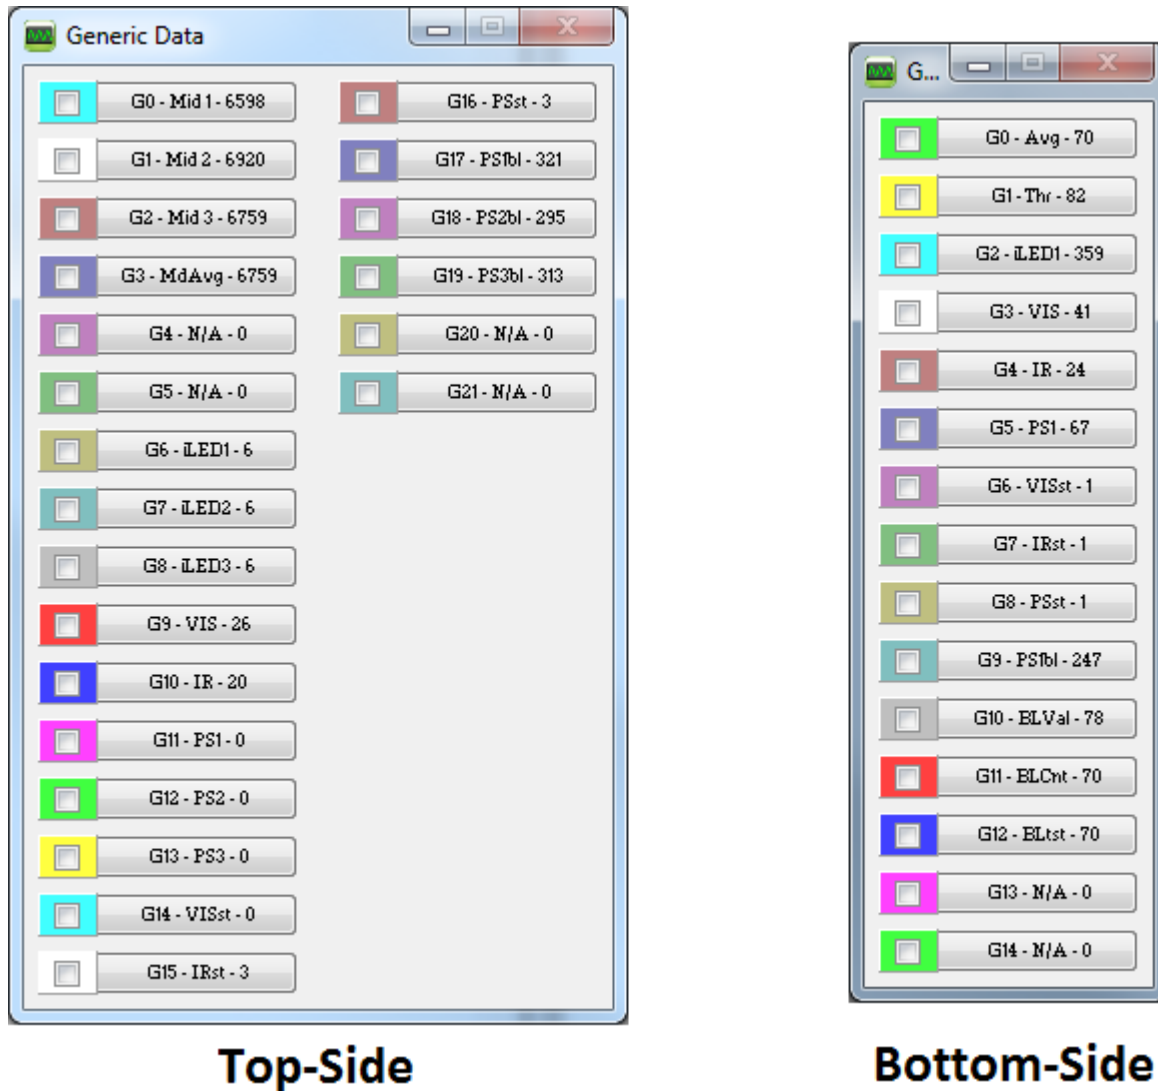 Generic Data
G0 - Mid 1 - 6598
G1 - Mid 2 - 6920
G2 - Mid 3 - 6759
G3 - MdAvg - 6759
G4 - N/A - 0
G5 - N/A - 0
G6 - iLED1 - 6
G7 - iLED2 - 6
G8 - iLED3 - 6
G9 - VIS - 26
G10 - IR - 20
G11 - PS1 - 0
G12 - PS2 - 0
G13 - PS3 - 0
G14 - VISst - 0
G15 - IRst - 3
G16 - PSst - 3
G17 - PS1bl - 321
G18 - PS2bl - 295
G19 - PS3bl - 313
G20 - N/A - 0
G21 - N/A - 0
Top-Side
G...
G0 - Avg - 70
G1 - Thr - 82
G2 - iLED1 - 359
G3 - VIS - 41
G4 - IR - 24
G5 - PS1 - 67
G6 - VISst - 1
G7 - IRst - 1
G8 - PSst - 1
G9 - PS1bl - 247
G10 - BLVal - 78
G11 - BLCnt - 70
G12 - BLtst - 70
G13 - N/A - 0
G14 - N/A - 0
Bottom-Side